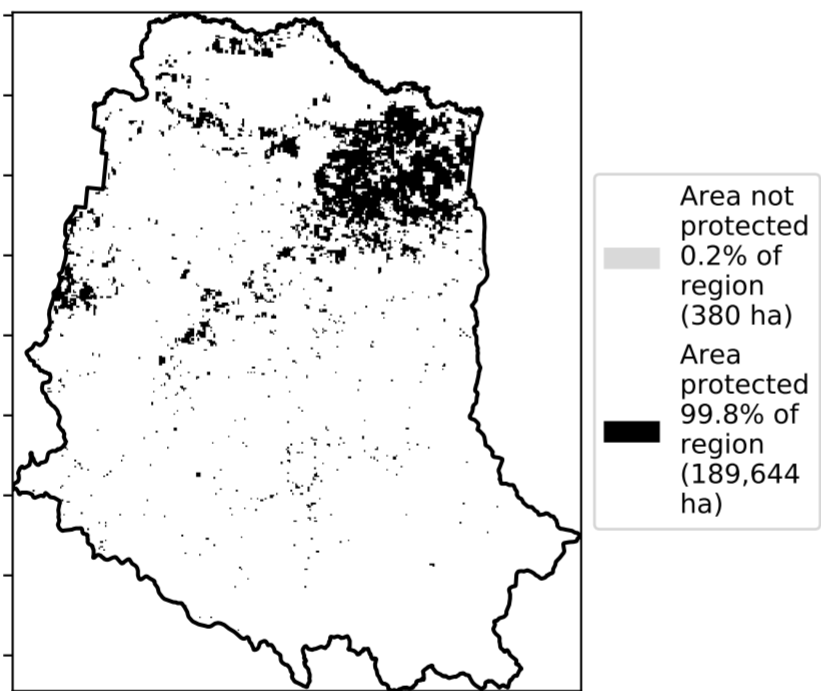 Area not
protected
0.2% of
region
(380 ha)
Area
protected
99.8% of
region
(189,644
ha)